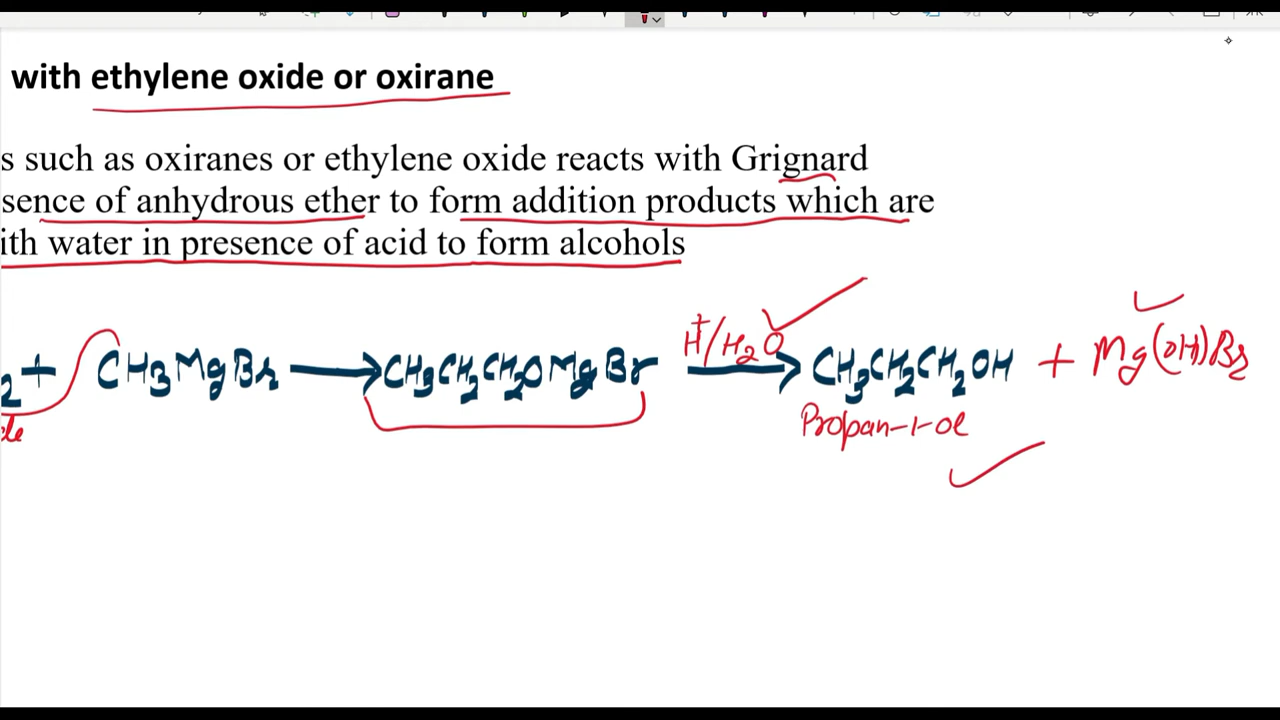 with ethylene oxide or oxirane
s such as oxiranes or ethylene oxide reacts with Grignard
sence of anhydrous ether to form addition products which are
ith water in presence of acid to form alcohols
2 + CH3MgBr ⟶ CH3CH2CH2OMgBr H+/H2O ⟶ CH3CH2CH2OH + Mg(OH)Br
Propan-1-ol